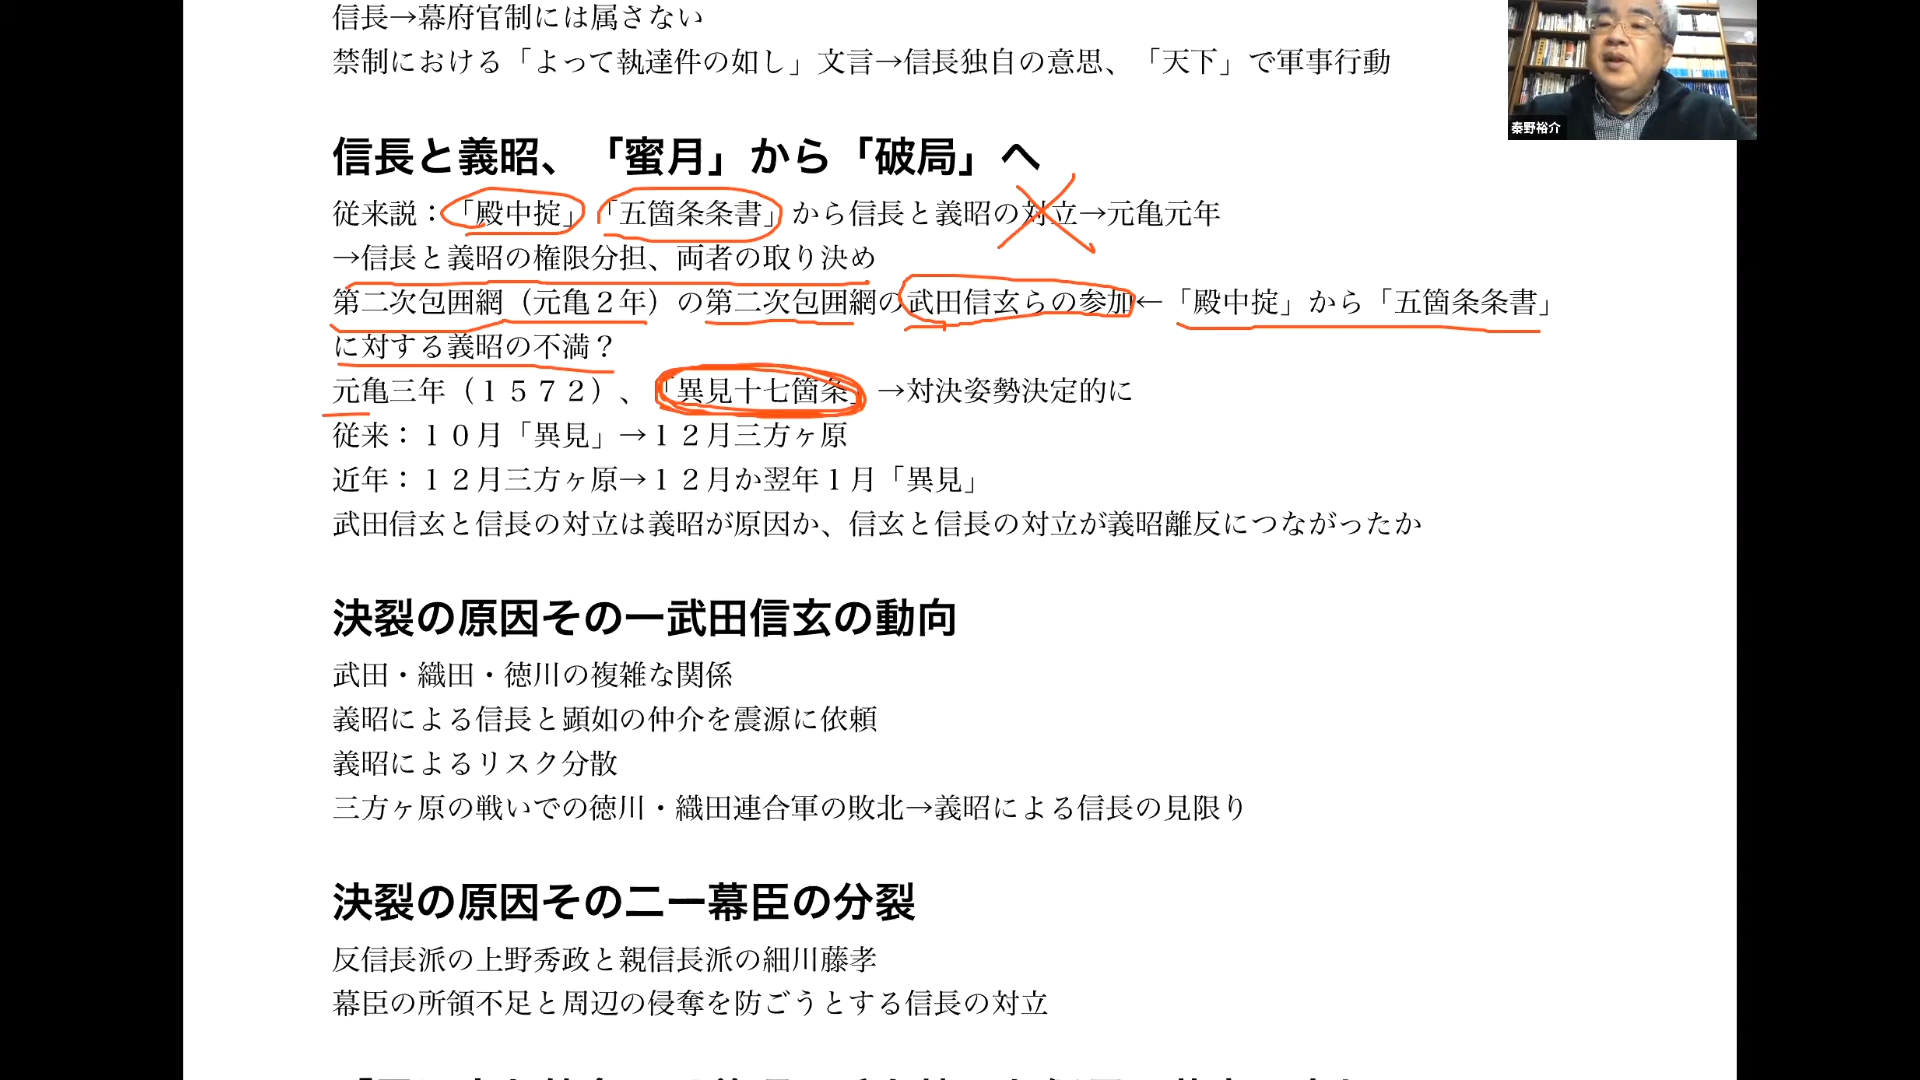 信長→幕府官制には属さない
禁制における「よって執達件の如し」文言→信長独自の意思、「天下」で軍事行動
秦野裕介
信長と義昭、「蜜月」から「破局」へ
従来説：「殿中掟」「五箇条条書」から信長と義昭の対立→元亀元年
→信長と義昭の権限分担、両者の取り決め
第二次包囲網（元亀２年）の第二次包囲網の武田信玄らの参加←「殿中掟」から「五箇条条書」
に対する義昭の不満？
元亀三年（１５７２）、「異見十七箇条」→対決姿勢決定的に
従来：１０月「異見」→１２月三方ヶ原
近年：１２月三方ヶ原→１２月か翌年１月「異見」
武田信玄と信長の対立は義昭が原因か、信玄と信長の対立が義昭離反につながったか
決裂の原因その一武田信玄の動向
武田・織田・徳川の複雑な関係
義昭による信長と顕如の仲介を震源に依頼
義昭によるリスク分散
三方ヶ原の戦いでの徳川・織田連合軍の敗北→義昭による信長の見限り
決裂の原因その二ー幕臣の分裂
反信長派の上野秀政と親信長派の細川藤孝
幕臣の所領不足と周辺の侵奪を防ごうとする信長の対立